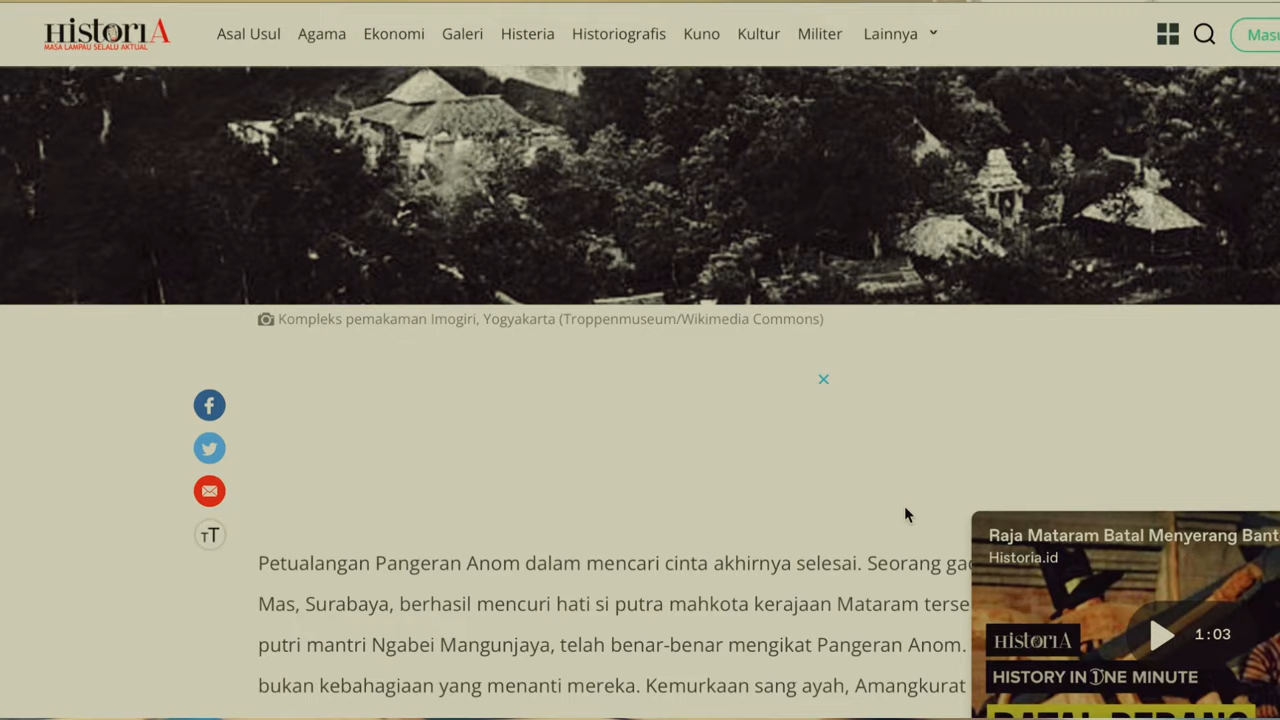 HistoriA
MASA LAMPAU SELALU AKTUAL
Asal Usul Agama Ekonomi Galeri Histeria Historiografis Kuno Kultur Militer Lainnya
Kompleks pemakaman Imogiri, Yogyakarta (Troppenmuseum/Wikimedia Commons)
TT
Petualangan Pangeran Anom dalam mencari cinta akhirnya selesai. Seorang
Mas, Surabaya, berhasil mencuri hati si putra mahkota kerajaan Mataram
putri mantri Ngabei Mangunjaya, telah benar-benar mengikat Pangeran Anom.
bukan kebahagiaan yang menanti mereka. Kemurkaan sang ayah, Amangkurat
Raja Mataram Batal Menyerang
Historia.id
1:03
HistoriA
HISTORY IN ONE MINUTE